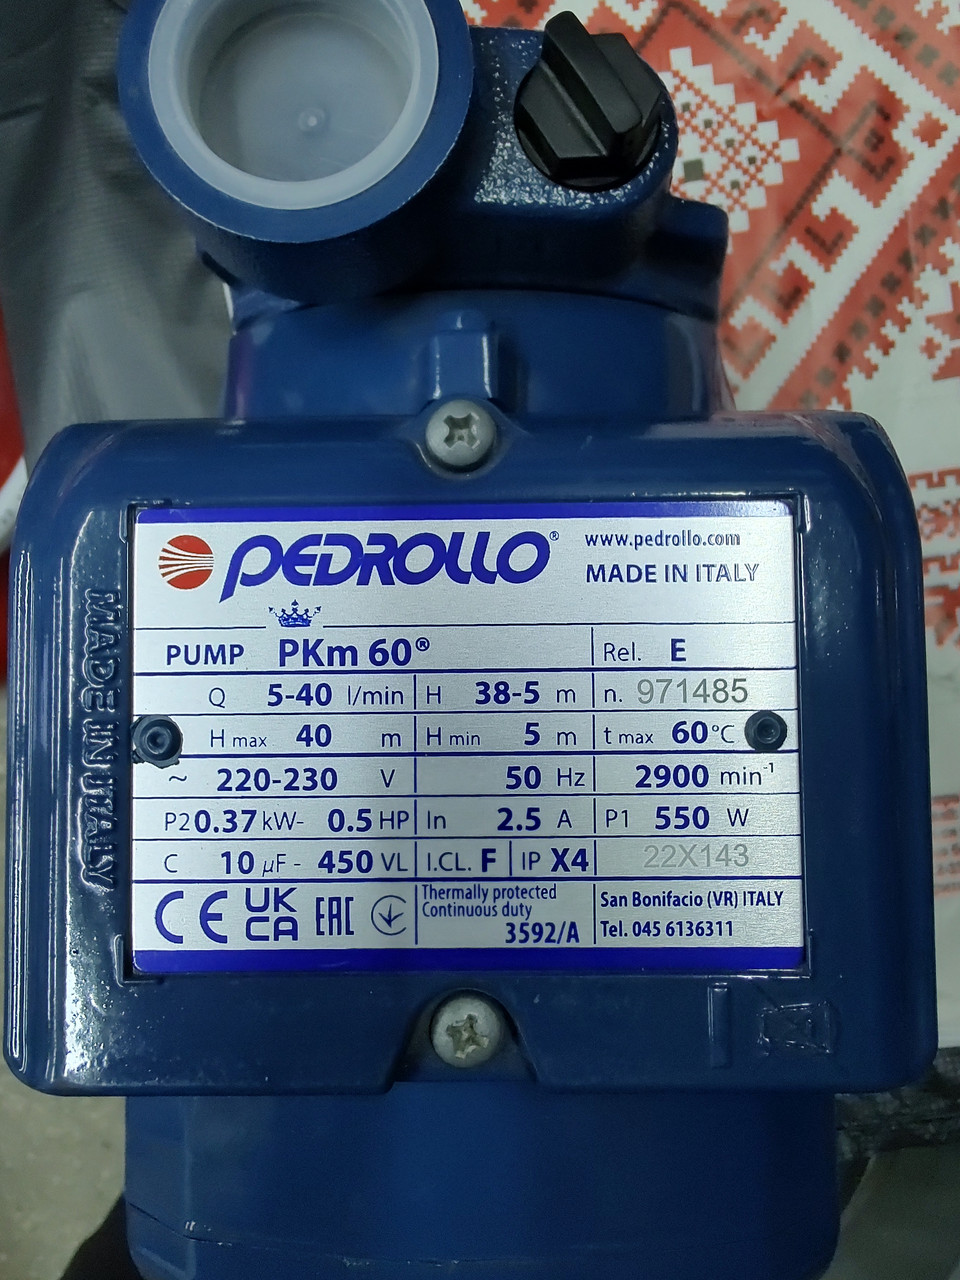 PEDROLLO®
www.pedrollo.com
MADE IN ITALY
PUMP PKm 60® Rel. E
Q 5-40 l/min H 38-5 m n. 971485
H max 40 m H min 5 m t max 60 °C
~ 220-230 V 50 Hz 2900 min-1
P2 0.37 kW- 0.5 HP In 2.5 A P1 550 W
C 10 µF - 450 VL I.CL. F IP X4 22X143
CE UK CA EAC
Thermally protected
Continuous duty
3592/A
San Bonifacio (VR) ITALY
Tel. 045 6136311
MADE IN ITALY